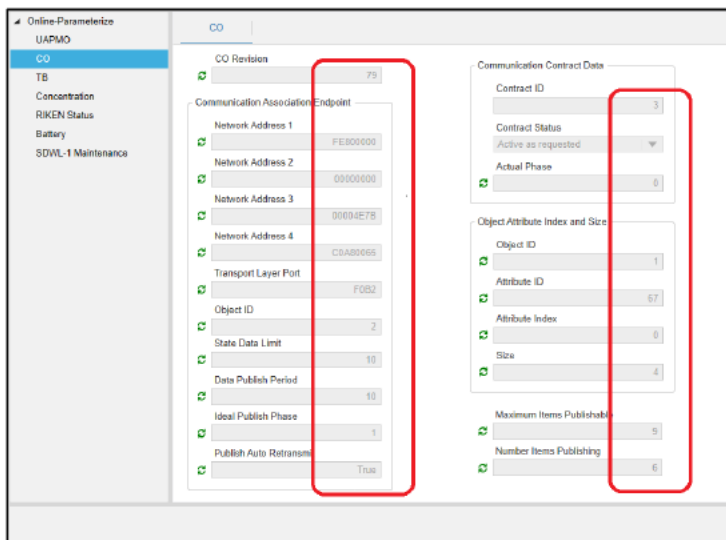 Online-Parameterize
UAPMO
CO
TB
Concentration
RIKEN Status
Battery
SDWL-1 Maintenance
CO
CO Revision
79
Communication Association Endpoint
Network Address 1
FE800000
Network Address 2
00000000
Network Address 3
00004E7B
Network Address 4
C0A80065
Transport Layer Port
F0B2
Object ID
2
State Data Limit
10
Data Publish Period
10
Ideal Publish Phase
1
Publish Auto Retransmi
True
Communication Contract Data
Contract ID
3
Contract Status
Active as requested
Actual Phase
0
Object Attribute Index and Size
Object ID
1
Attribute ID
67
Attribute Index
0
Size
4
Maximum Items Publishable
9
Number Items Publishing
6